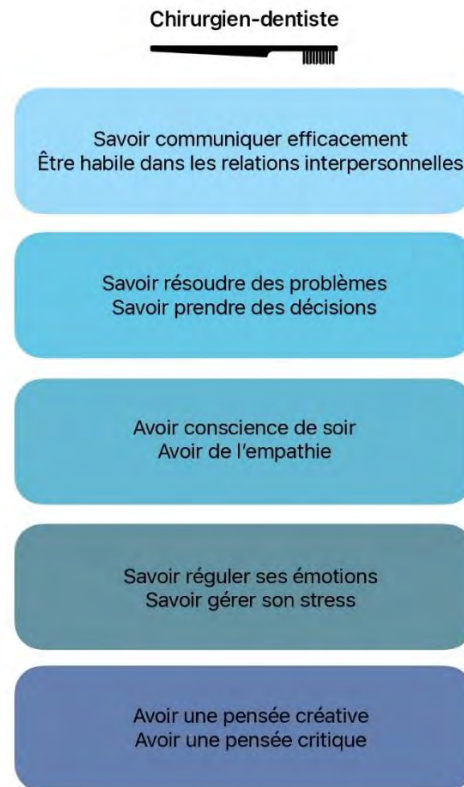 Chirurgien-dentiste
Savoir communiquer efficacement
Être habile dans les relations interpersonnelles
Savoir résoudre des problèmes
Savoir prendre des décisions
Avoir conscience de soir
Avoir de l'empathie
Savoir réguler ses émotions
Savoir gérer son stress
Avoir une pensée créative
Avoir une pensée critique